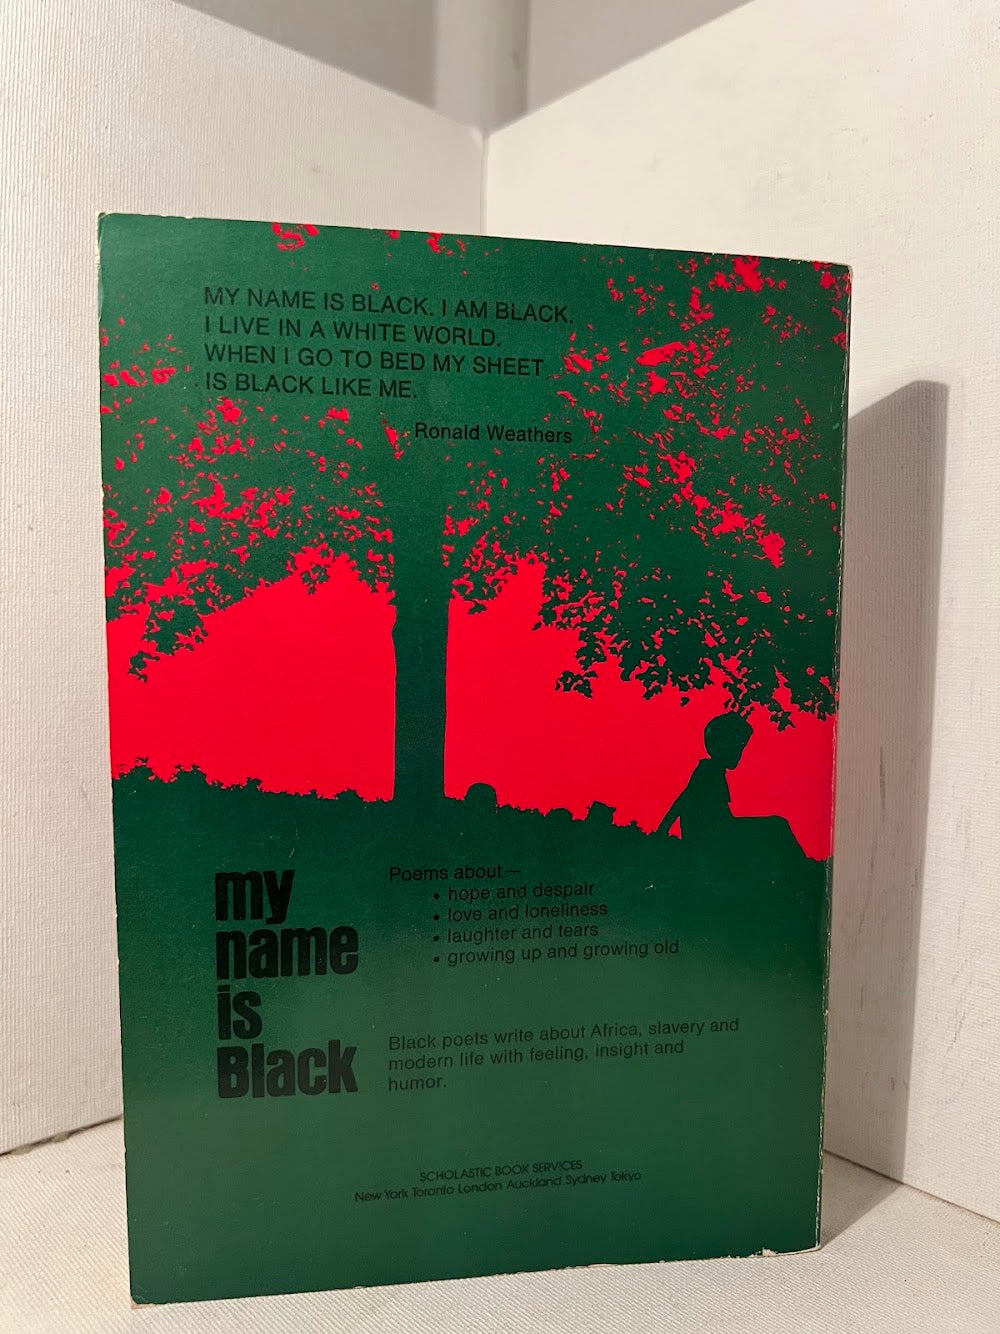 MY NAME IS BLACK. I AM BLACK.
I LIVE IN A WHITE WORLD.
WHEN I GO TO BED MY SHEET
IS BLACK LIKE ME.
Ronald Weathers
my
name
is
Black
Poems about—
• hope and despair
• love and loneliness
• laughter and tears
• growing up and growing old
Black poets write about Africa, slavery and
modern life with feeling, insight and
humor.
SCHOLASTIC BOOK SERVICES
New York Toronto London Auckland Sydney Tokyo